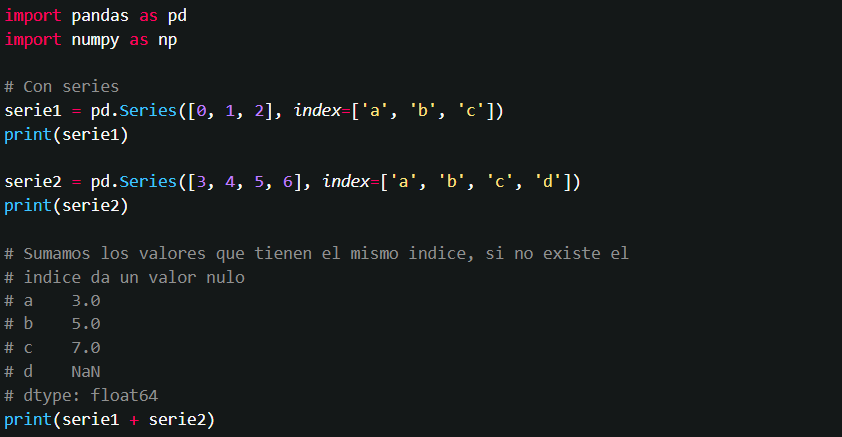 import pandas as pd
import numpy as np
# Con series
serie1 = pd.Series([0, 1, 2], index=['a', 'b', 'c'])
print(serie1)
serie2 = pd.Series([3, 4, 5, 6], index=['a', 'b', 'c', 'd'])
print(serie2)
# Sumamos los valores que tienen el mismo indice, si no existe el
# indice da un valor nulo
# a    3.0
# b    5.0
# c    7.0
# d    NaN
# dtype: float64
print(serie1 + serie2)